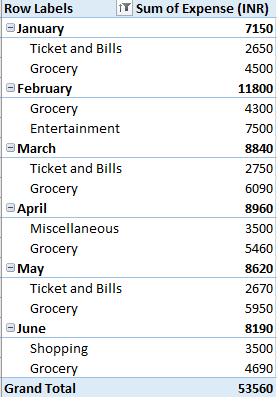 Row Labels Sum of Expense (INR)
January 7150
Ticket and Bills 2650
Grocery 4500
February 11800
Grocery 4300
Entertainment 7500
March 8840
Ticket and Bills 2750
Grocery 6090
April 8960
Miscellaneous 3500
Grocery 5460
May 8620
Ticket and Bills 2670
Grocery 5950
June 8190
Shopping 3500
Grocery 4690
Grand Total 53560